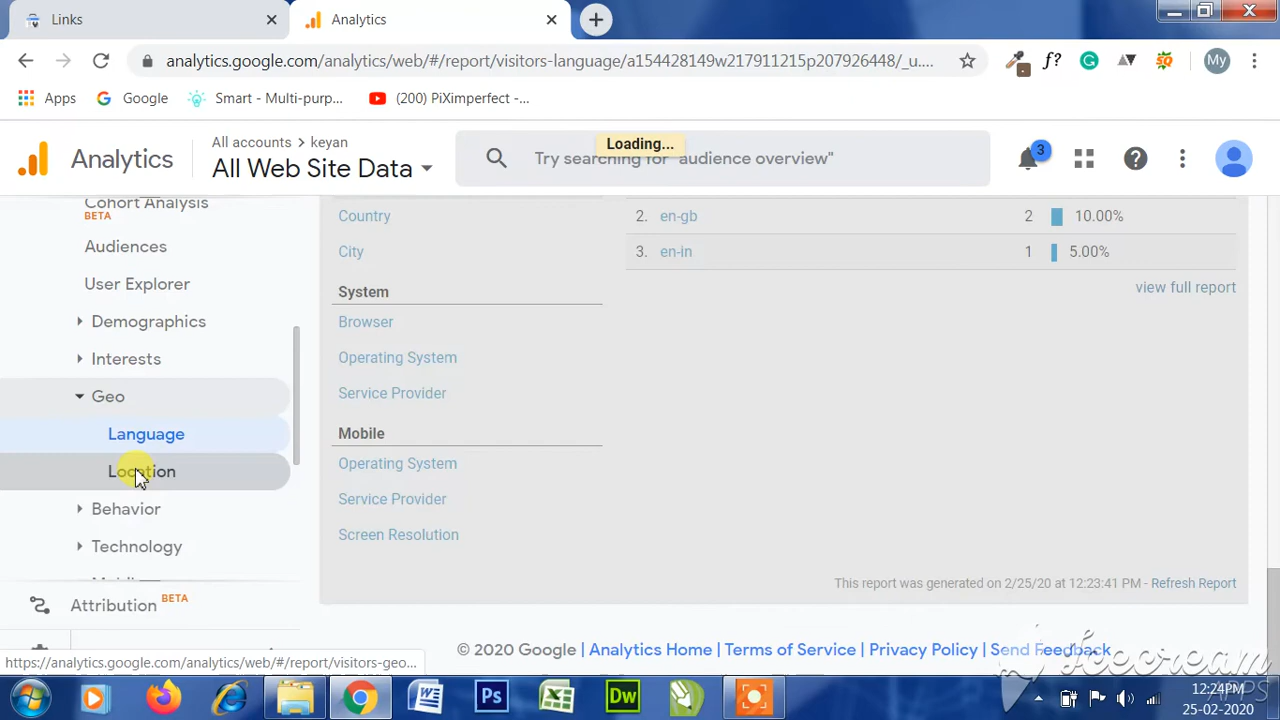 Links
Analytics
analytics.google.com/analytics/web/#/report/visitors-language/a154428149w217911215p207926448/_u....
f?
My
Apps
Google
Smart - Multi-purp...
(200) PiXimperfect -...
Analytics
All accounts > keyan
All Web Site Data
Loading...
Try searching for "audience overview"
3
Cohort Analysis
BETA
Audiences
User Explorer
Demographics
Interests
Geo
Language
Location
Behavior
Technology
Attribution BETA
Country
City
System
Browser
Operating System
Service Provider
Mobile
Operating System
Service Provider
Screen Resolution
2. en-gb 2 10.00%
3. en-in 1 5.00%
view full report
This report was generated on 2/25/20 at 12:23:41 PM - Refresh Report
© 2020 Google | Analytics Home | Terms of Service | Privacy Policy | Send Feedback
https://analytics.google.com/analytics/web/#/report/visitors-geo...
Icecream
APPS
Ps
Dw
12:24PM
25-02-2020